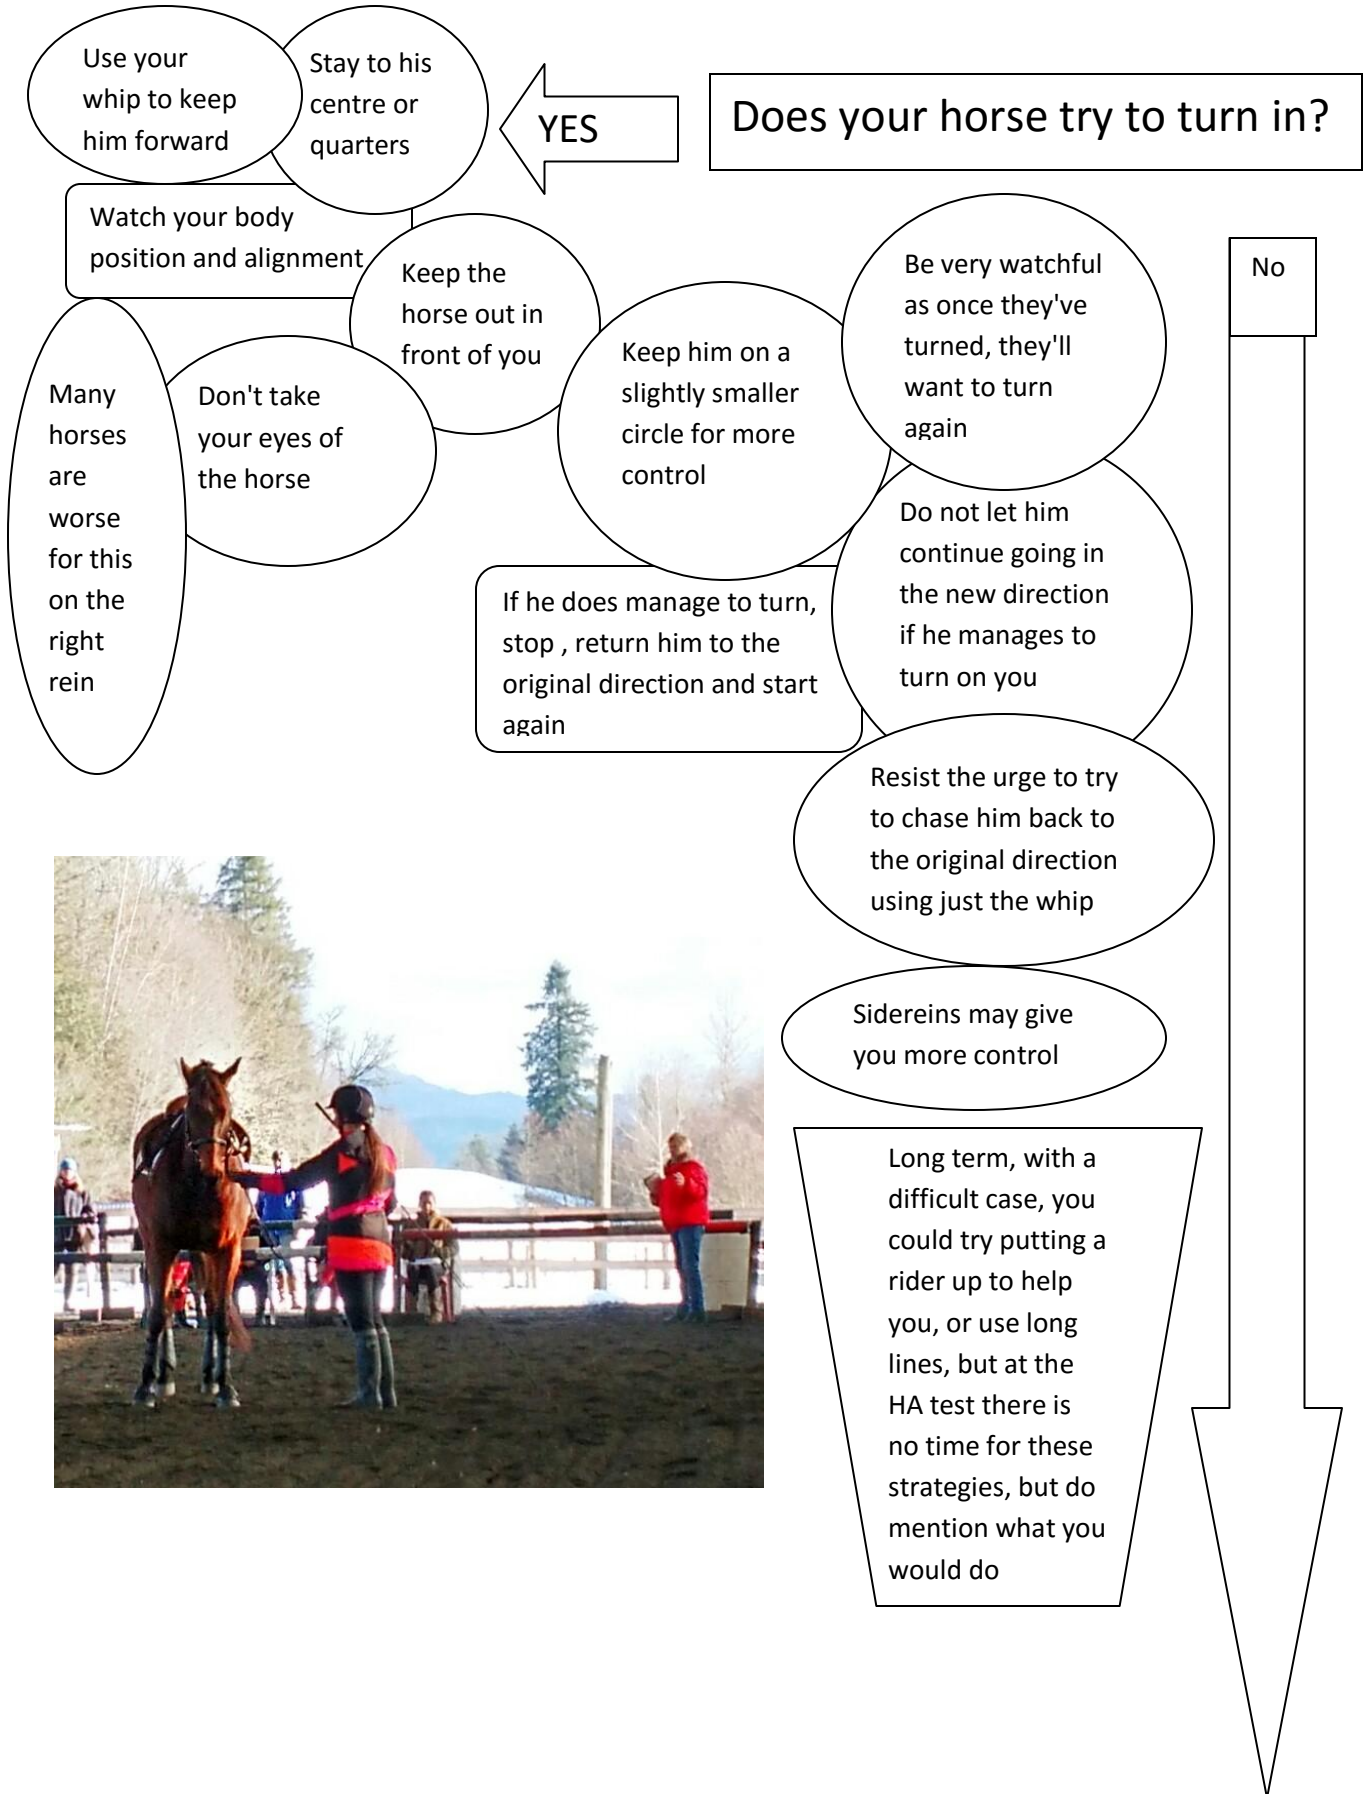 Does your horse try to turn in?
YES
Use your
whip to keep
him forward
Stay to his
centre or
quarters
Watch your body
position and alignment
Keep the
horse out in
front of you
Many
horses
are
worse
for this
on the
right
rein
Don't take
your eyes of
the horse
Keep him on a
slightly smaller
circle for more
control
Be very watchful
as once they've
turned, they'll
want to turn
again
If he does manage to turn,
stop , return him to the
original direction and start
again
Do not let him
continue going in
the new direction
if he manages to
turn on you
Resist the urge to try
to chase him back to
the original direction
using just the whip
Sidereins may give
you more control
Long term, with a
difficult case, you
could try putting a
rider up to help
you, or use long
lines, but at the
HA test there is
no time for these
strategies, but do
mention what you
would do
No